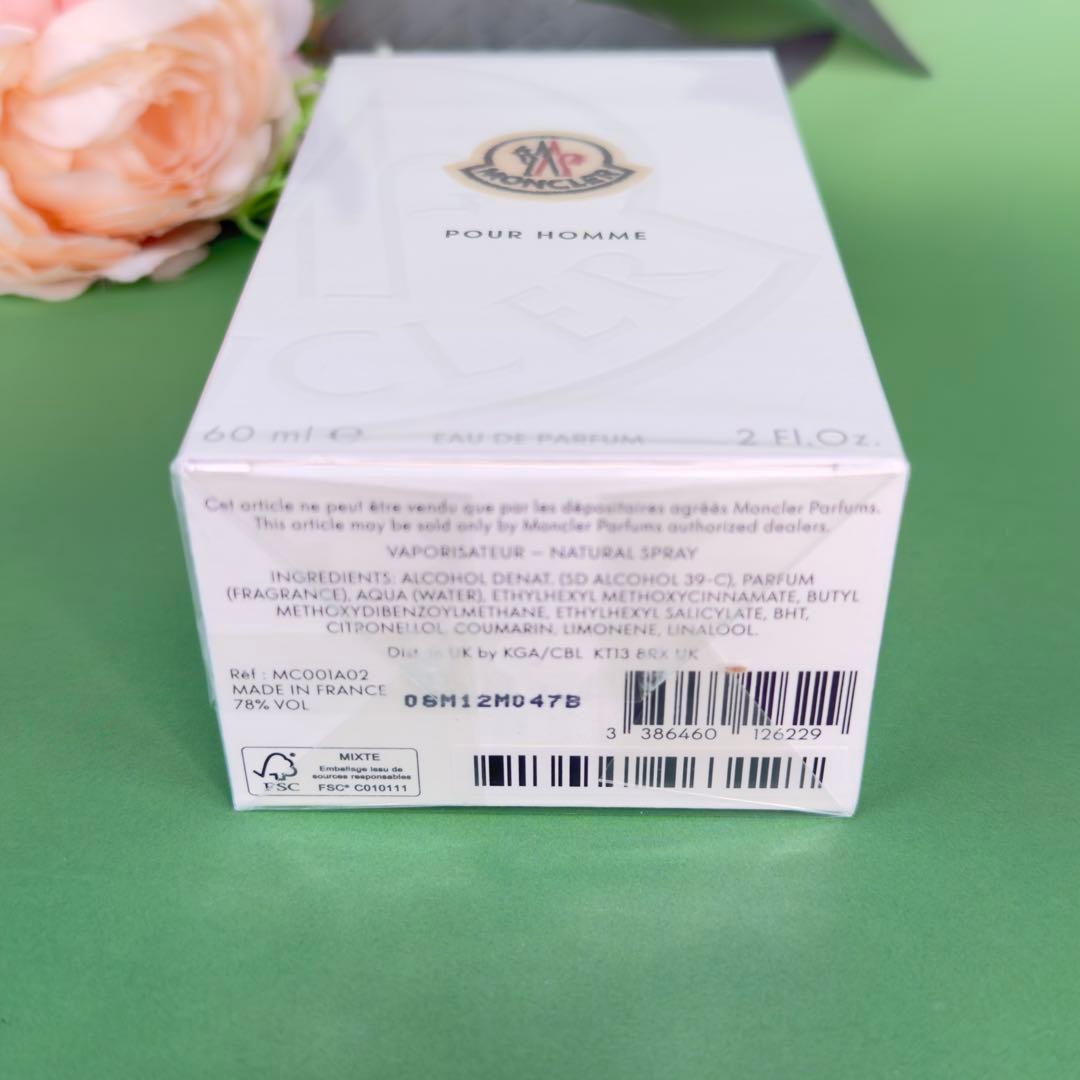 MONCLER
POUR HOMME
CLER
60 ml ℮ EAU DE PARFUM 2 Fl.Oz.
Cet article ne peut être vendu que par les dépositaires agréés Moncler Parfums.
This article may be sold only by Moncler Parfums authorized dealers.
VAPORISATEUR – NATURAL SPRAY
INGREDIENTS: ALCOHOL DENAT. (SD ALCOHOL 39-C), PARFUM
(FRAGRANCE), AQUA (WATER), ETHYLHEXYL METHOXYCINNAMATE, BUTYL
METHOXYDIBENZOYLMETHANE, ETHYLHEXYL SALICYLATE, BHT,
CITRONELLOL, COUMARIN, LIMONENE, LINALOOL.
Dist. in UK by KGA/CBL KT13 8RX UK
Réf : MC001A02
MADE IN FRANCE
78% VOL
08M12M047B
3 386460 126229
FSC
MIXTE
Emballage issu de
sources responsables
FSC® C010111